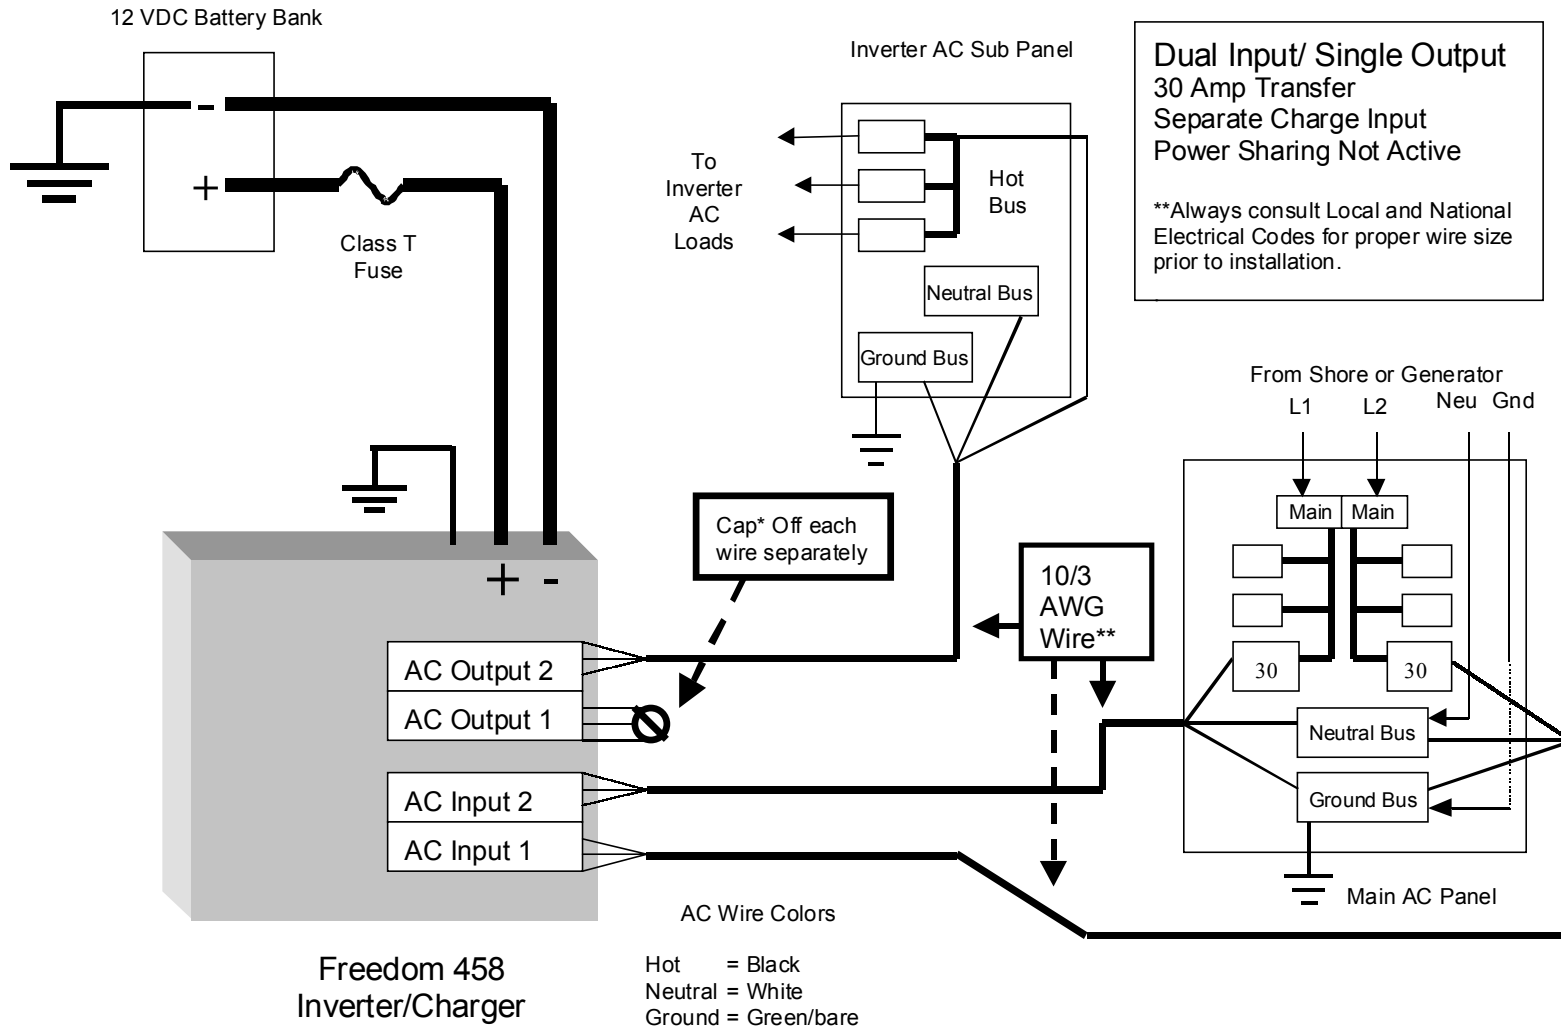 12 VDC Battery Bank
-
+
Class T
Fuse
Inverter AC Sub Panel
To
Inverter
AC
Loads
Hot
Bus
Neutral Bus
Ground Bus
Dual Input/ Single Output
30 Amp Transfer
Separate Charge Input
Power Sharing Not Active
**Always consult Local and National
Electrical Codes for proper wire size
prior to installation.
From Shore or Generator
L1 L2 Neu Gnd
Main Main
30 30
Neutral Bus
Ground Bus
Main AC Panel
Cap* Off each
wire separately
10/3
AWG
Wire**
+ -
AC Output 2
AC Output 1
AC Input 2
AC Input 1
Freedom 458
Inverter/Charger
AC Wire Colors
Hot = Black
Neutral = White
Ground = Green/bare